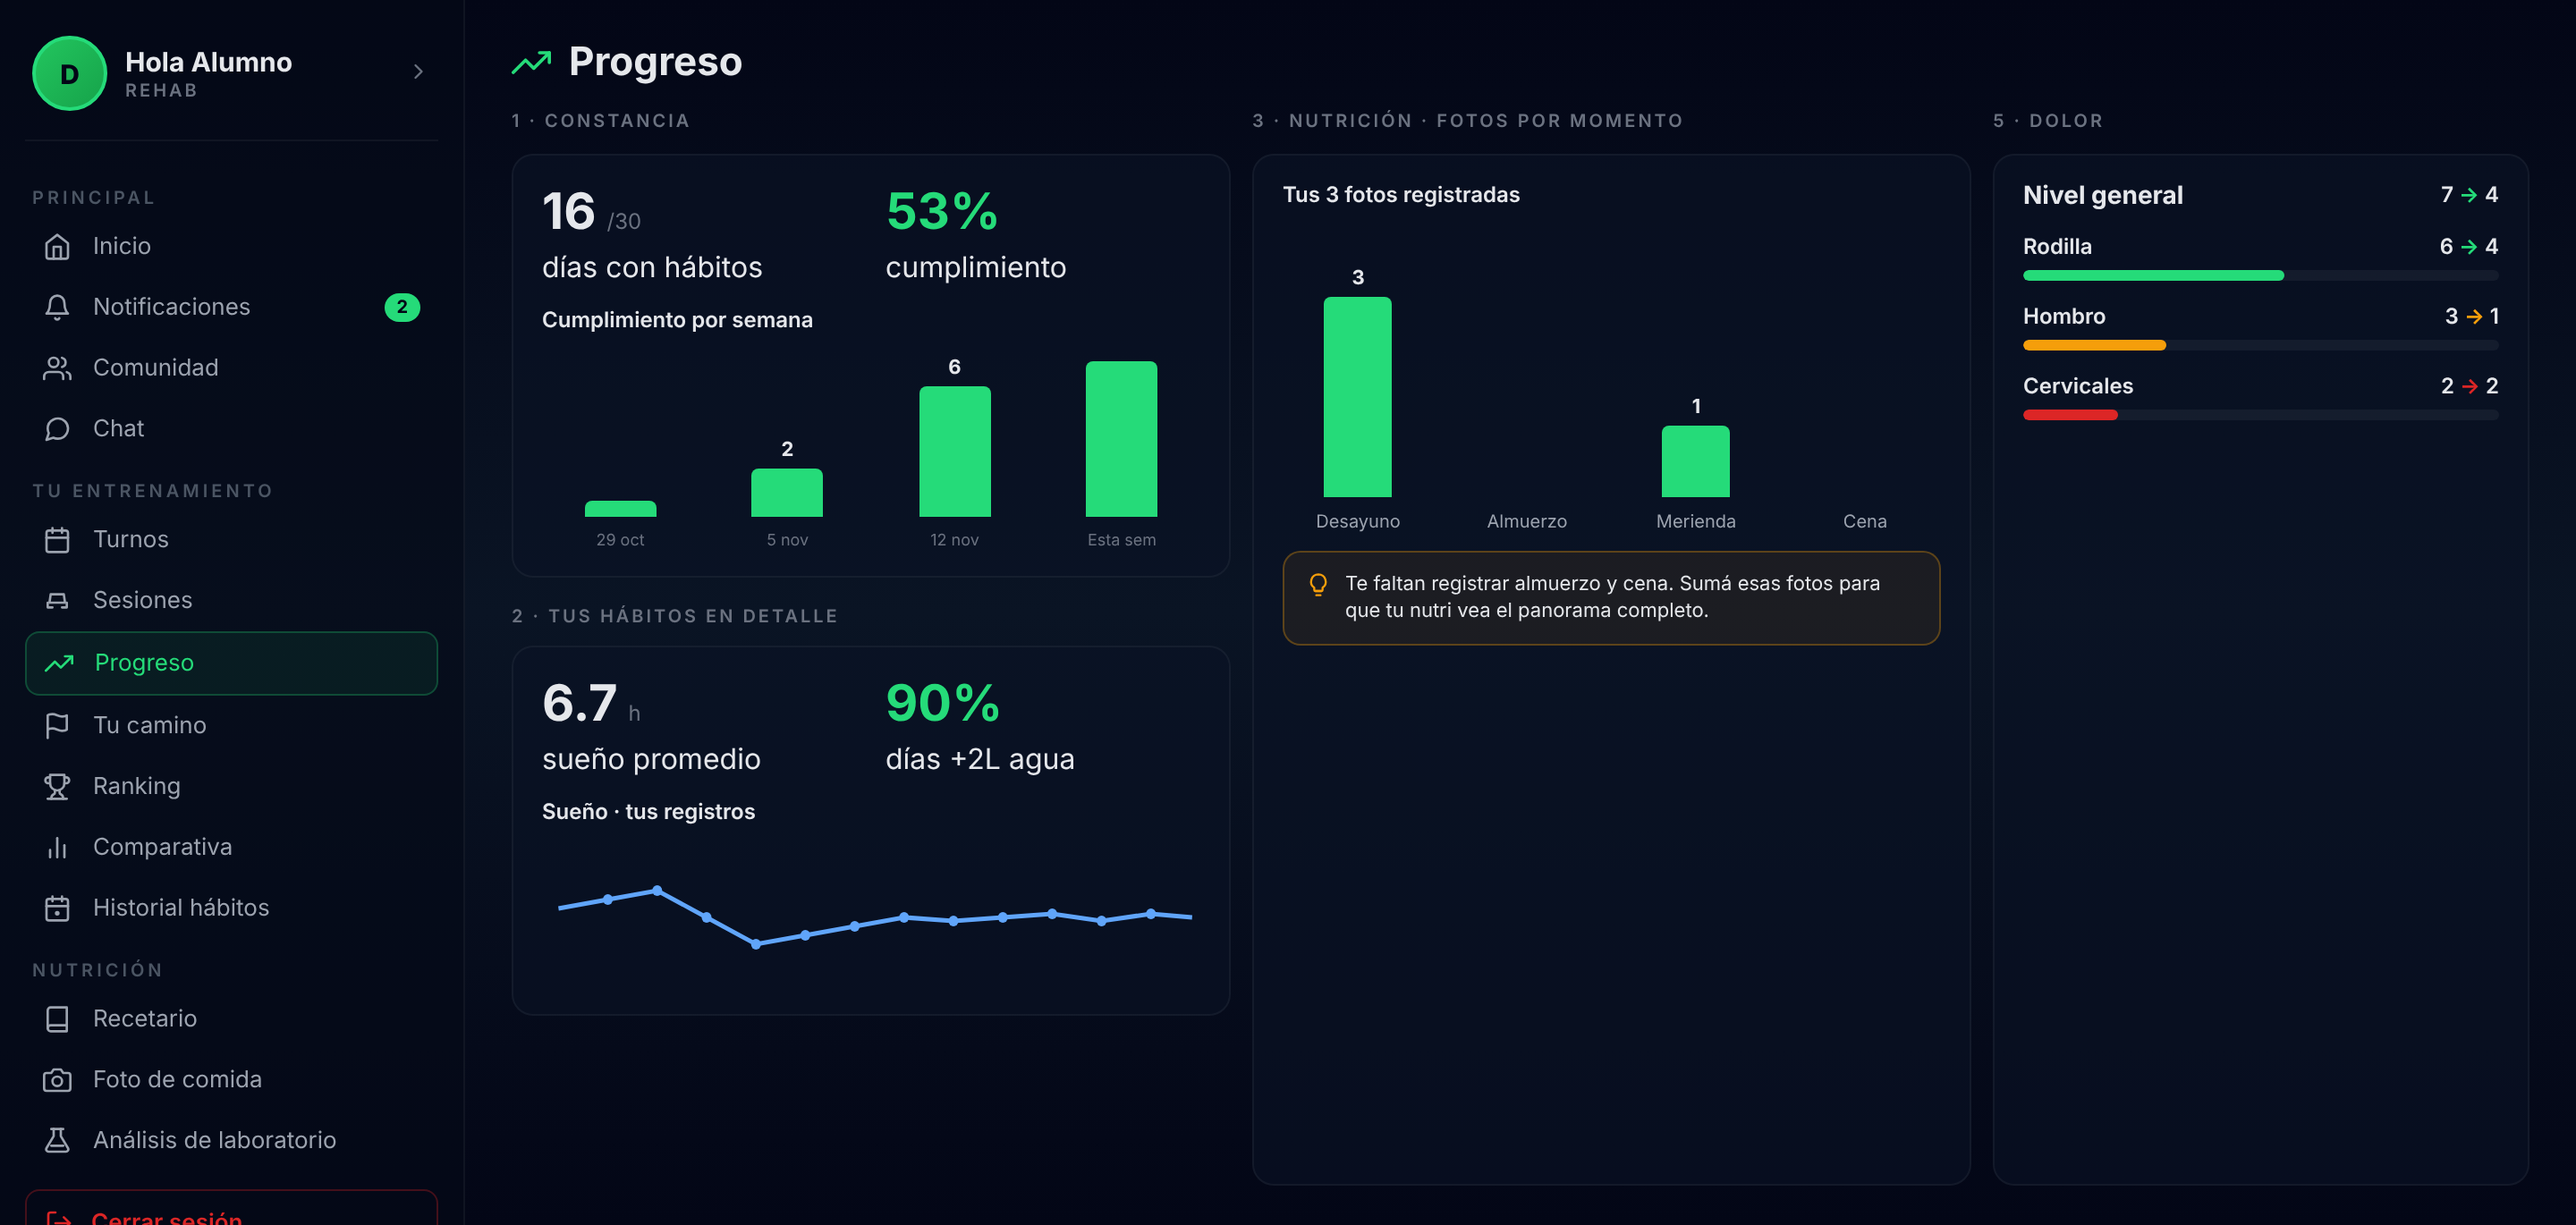 D
Hola Alumno
REHAB
PRINCIPAL
Inicio
Notificaciones 2
Comunidad
Chat
TU ENTRENAMIENTO
Turnos
Sesiones
Progreso
Tu camino
Ranking
Comparativa
Historial hábitos
NUTRICIÓN
Recetario
Foto de comida
Análisis de laboratorio
Cerrar sesión
Progreso
1 · CONSTANCIA
16 /30
días con hábitos
53%
cumplimiento
Cumplimiento por semana
2
6
29 oct
5 nov
12 nov
Esta sem
2 · TUS HÁBITOS EN DETALLE
6.7 h
sueño promedio
90%
días +2L agua
Sueño · tus registros
3 · NUTRICIÓN · FOTOS POR MOMENTO
Tus 3 fotos registradas
3
1
Desayuno
Almuerzo
Merienda
Cena
Te faltan registrar almuerzo y cena. Sumá esas fotos para
que tu nutri vea el panorama completo.
5 · DOLOR
Nivel general 7 → 4
Rodilla 6 → 4
Hombro 3 → 1
Cervicales 2 → 2